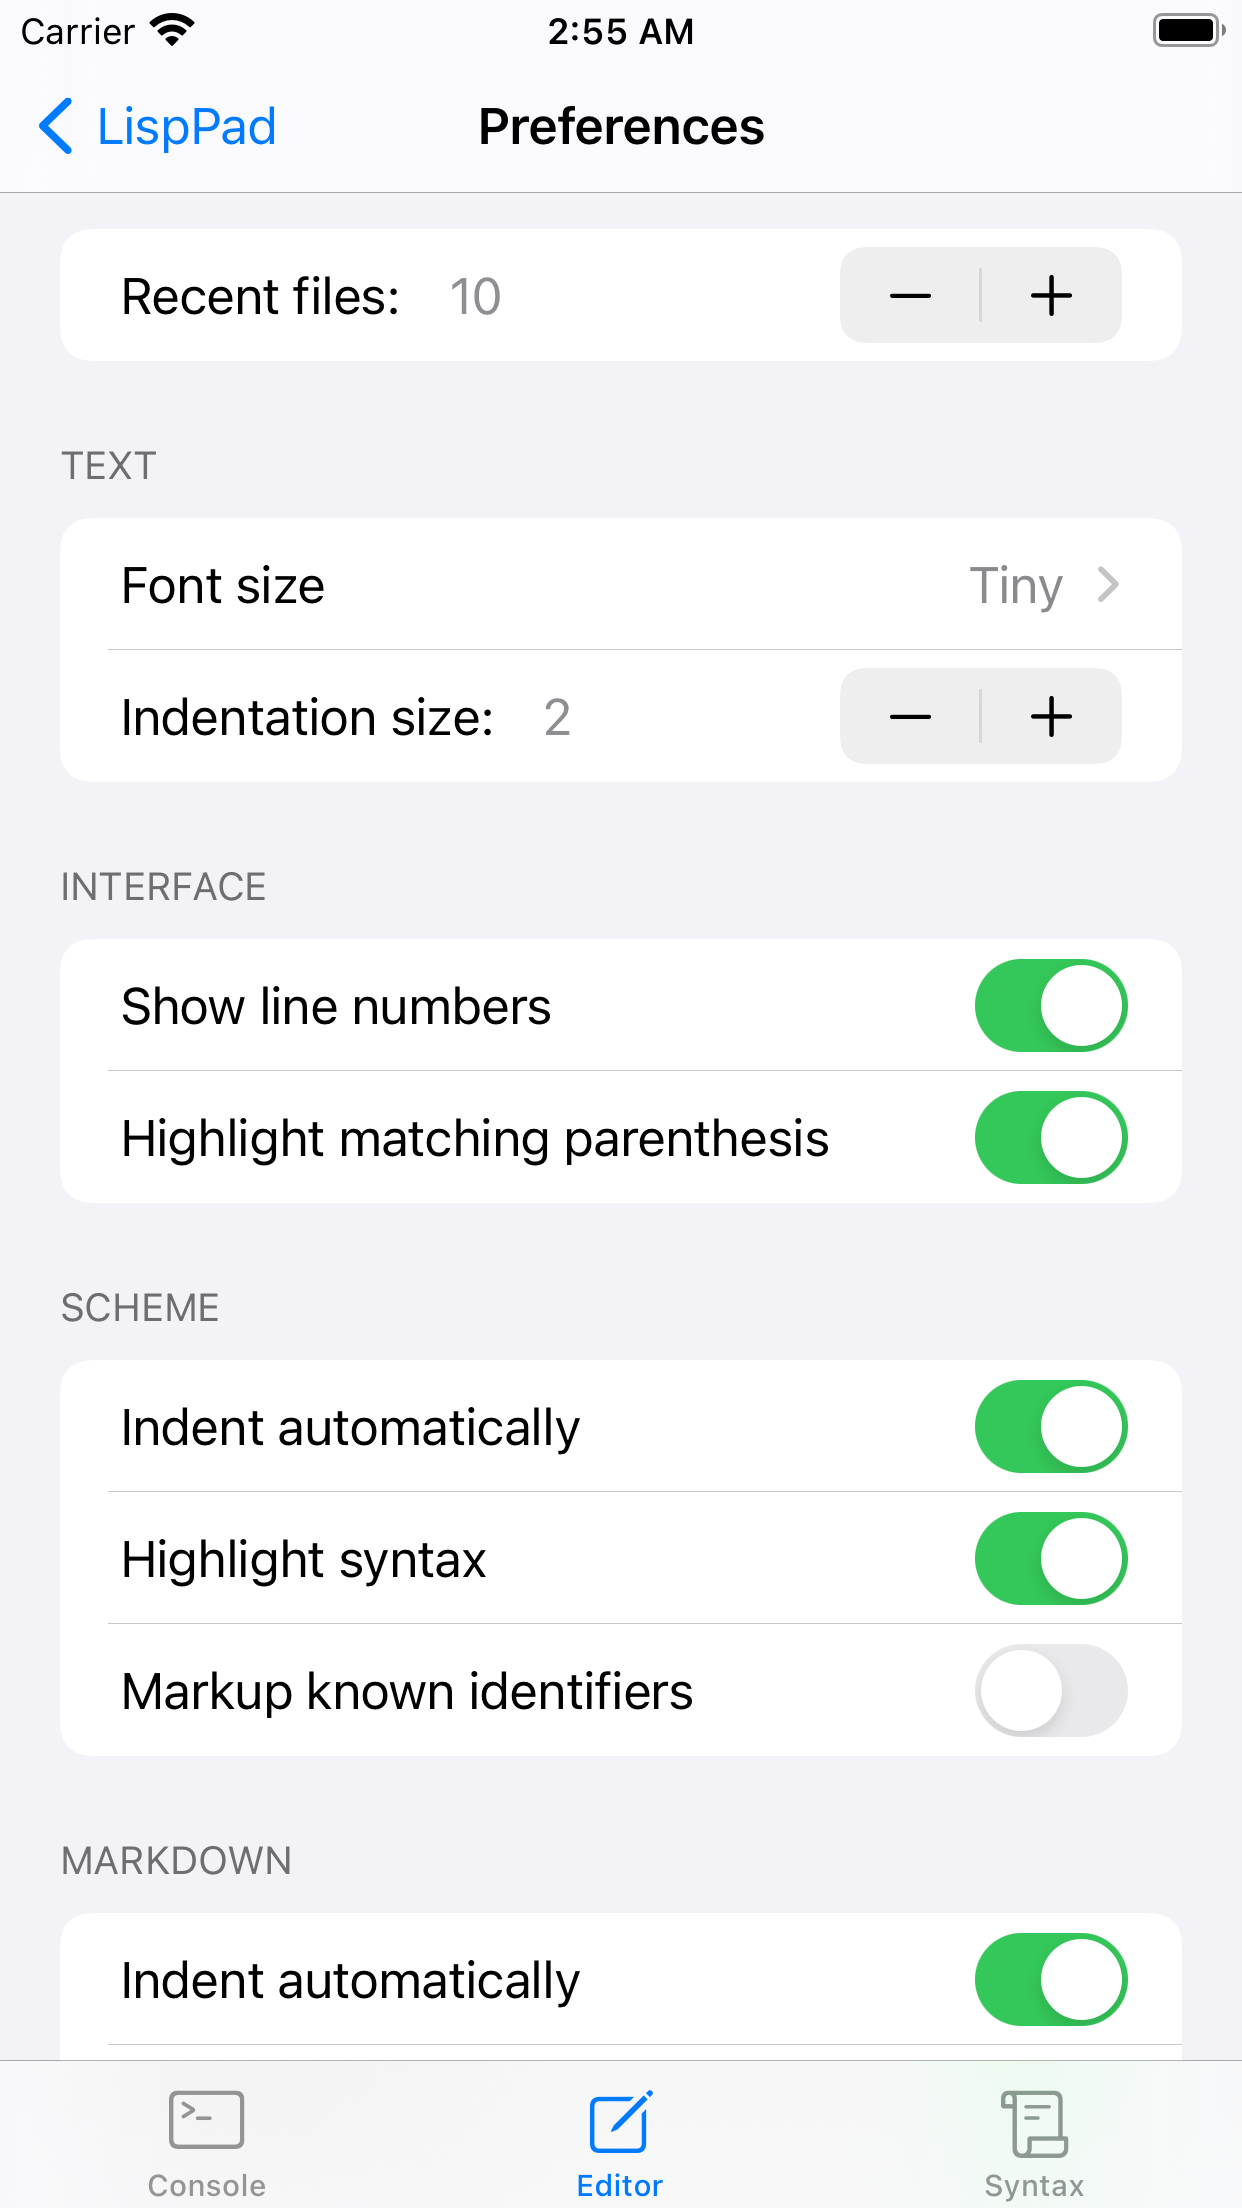 Carrier 2:55 AM
LispPad Preferences
Recent files: 10
TEXT
Font size Tiny
Indentation size: 2
INTERFACE
Show line numbers
Highlight matching parenthesis
SCHEME
Indent automatically
Highlight syntax
Markup known identifiers
MARKDOWN
Indent automatically
Console Editor Syntax